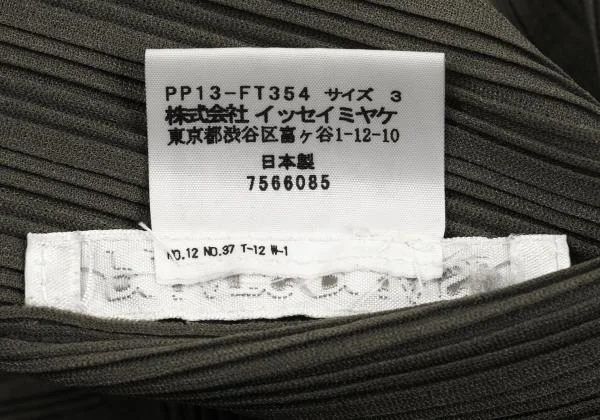 PP13-FT354 サイズ 3
株式会社 イッセイミヤケ
東京都渋谷区富ヶ谷1-12-10
日本製
7566085
NO.12 NO.37 T-12 W-1